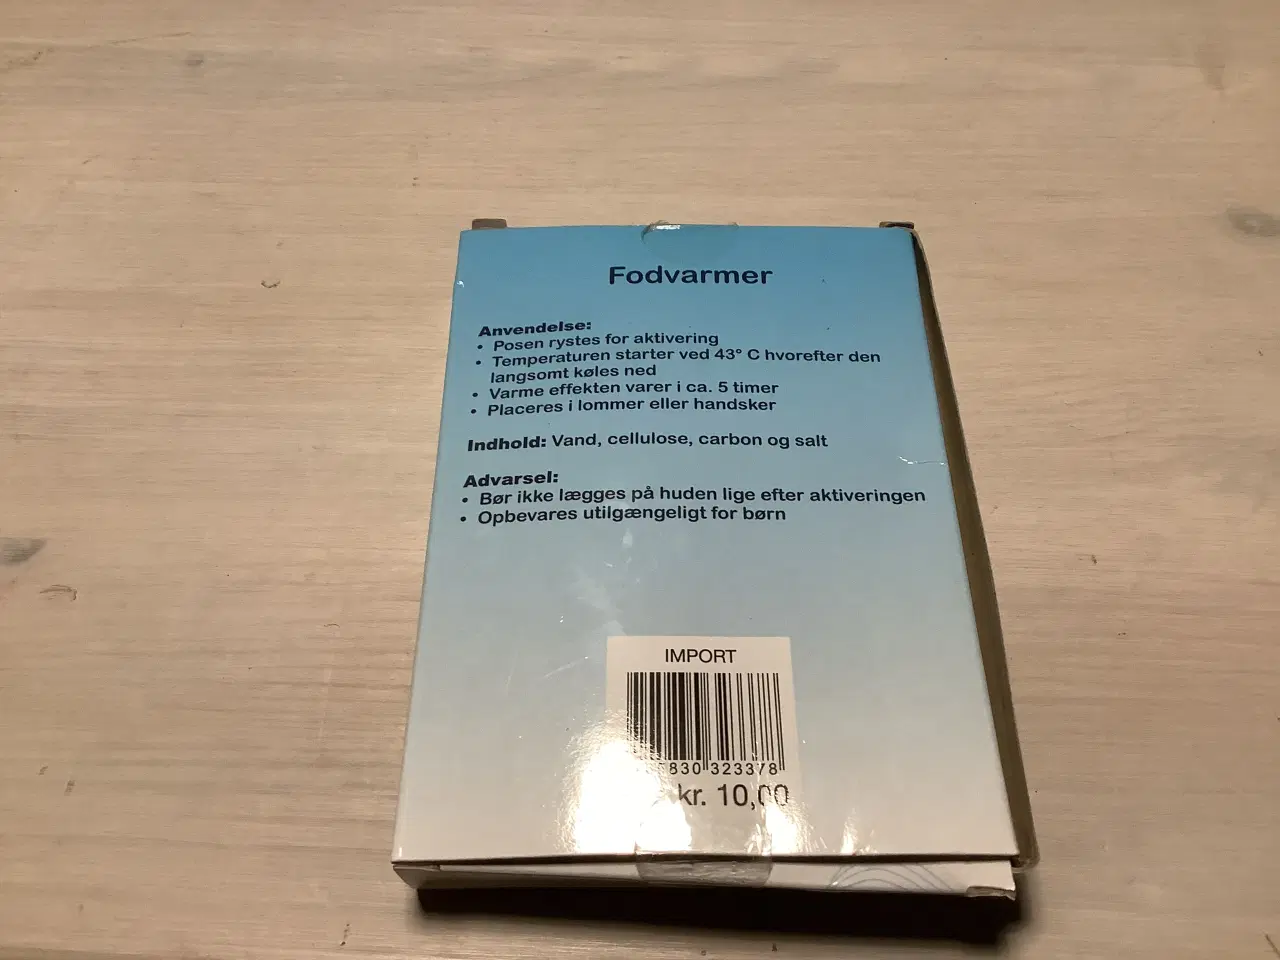 Fodvarmer
Anvendelse:
• Posen rystes for aktivering
• Temperaturen starter ved 43° C hvorefter den
langsomt køles ned
• Varme effekten varer i ca. 5 timer
• Placeres i lommer eller handsker
Indhold: Vand, cellulose, carbon og salt
Advarsel:
• Bør ikke lægges på huden lige efter aktiveringen
• Opbevares utilgængeligt for børn
IMPORT
830 323378
kr. 10,00